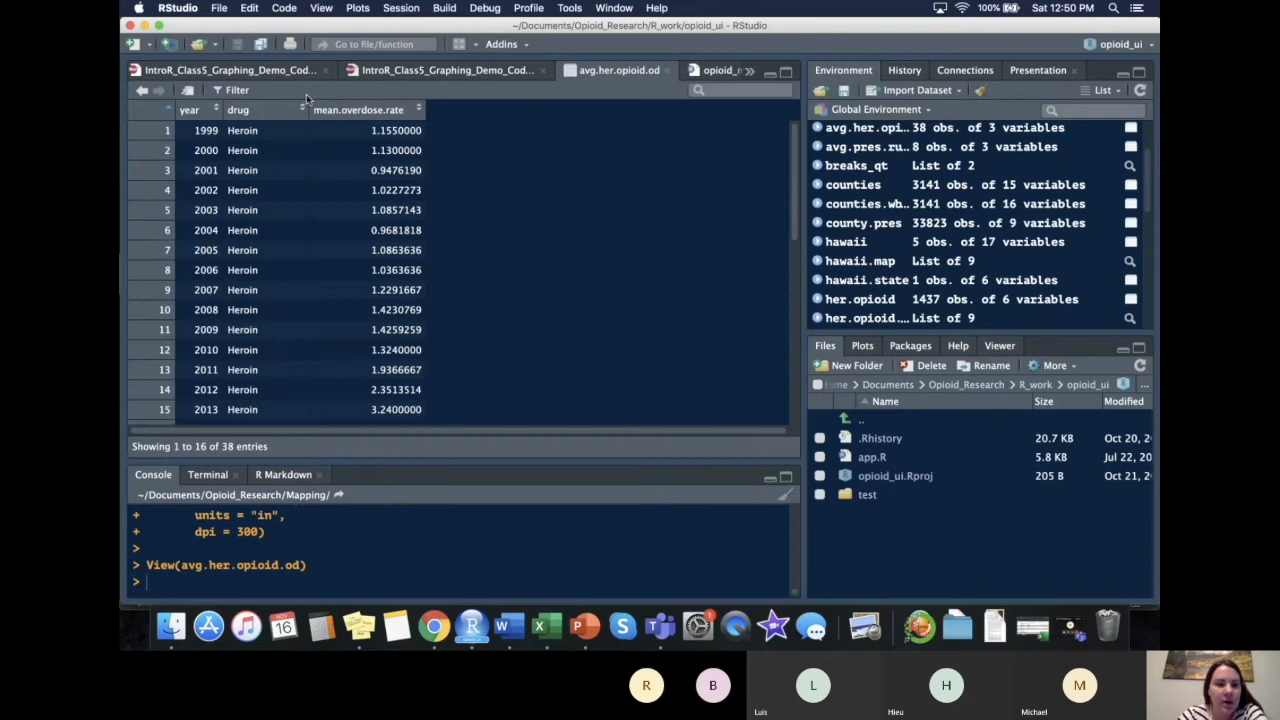 RStudio File Edit Code View Plots Session Build Debug Profile Tools Window Help 100% Sat 12:50 PM
~/Documents/Opioid_Research/R_work/opioid_ui - RStudio
Go to file/function Addins opioid_ui
IntroR_Class5_Graphing_Demo_Cod... IntroR_Class5_Graphing_Demo_Cod... avg.her.opioid.od
Filter
year drug mean.overdose.rate
1 1999 Heroin 1.1550000
2 2000 Heroin 1.1300000
3 2001 Heroin 0.9476190
4 2002 Heroin 1.0227273
5 2003 Heroin 1.0857143
6 2004 Heroin 0.9681818
7 2005 Heroin 1.0863636
8 2006 Heroin 1.0363636
9 2007 Heroin 1.2291667
10 2008 Heroin 1.4230769
11 2009 Heroin 1.4259259
12 2010 Heroin 1.3240000
13 2011 Heroin 1.9366667
14 2012 Heroin 2.3513514
15 2013 Heroin 3.2400000
Showing 1 to 16 of 38 entries
Console Terminal R Markdown
~/Documents/Opioid_Research/Mapping/
+ units = "in",
+ dpi = 300)
>
> View(avg.her.opioid.od)
>
Environment History Connections Presentation
Import Dataset List
Global Environment
avg.her.opi... 38 obs. of 3 variables
avg.pres.ru... 8 obs. of 3 variables
breaks_qt List of 2
counties 3141 obs. of 15 variables
counties.wb... 3141 obs. of 16 variables
county.pres 33823 obs. of 9 variables
hawaii 5 obs. of 17 variables
hawaii.map List of 9
hawaii.state 1 obs. of 6 variables
her.opioid 1437 obs. of 6 variables
her.opioid.... List of 9
Files Plots Packages Help Viewer
New Folder Delete Rename More
Documents > Opioid_Research > R_work > opioid_ui ...
Name Size Modified
..
.Rhistory 20.7 KB Oct 20, 2
app.R 5.8 KB Jul 22, 20
opioid_ui.Rproj 205 B Oct 21, 2
test
16
1
R B L H M
Luis Hieu Michael